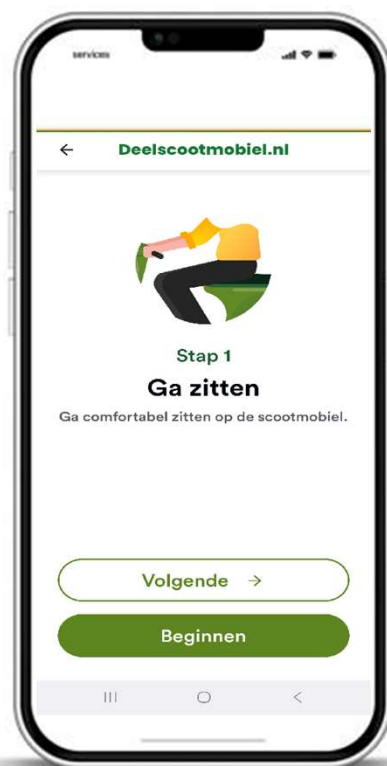 services
Deelscootmobiel.nl
Stap 1
Ga zitten
Ga comfortabel zitten op de scootmobiel.
Volgende →
Beginnen